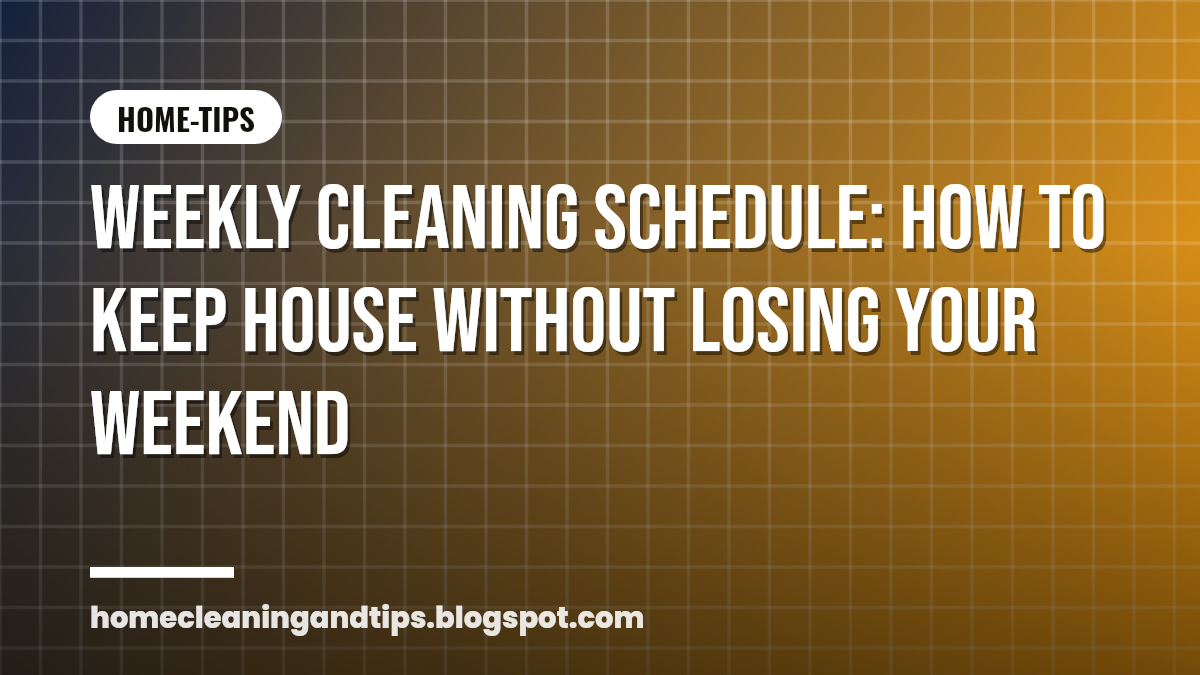 HOME-TIPS
WEEKLY CLEANING SCHEDULE: HOW TO
KEEP HOUSE WITHOUT LOSING YOUR
WEEKEND
homecleaningandtips.blogspot.com